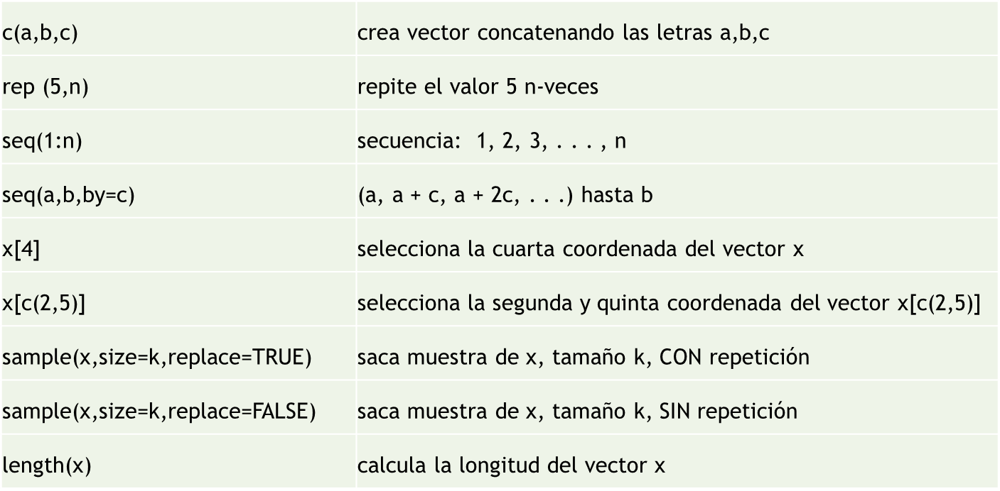 c(a,b,c) crea vector concatenando las letras a,b,c
rep (5,n) repite el valor 5 n-veces
seq(1:n) secuencia: 1, 2, 3, . . . , n
seq(a,b,by=c) (a, a + c, a + 2c, . . .) hasta b
x[4] selecciona la cuarta coordenada del vector x
x[c(2,5)] selecciona la segunda y quinta coordenada del vector x[c(2,5)]
sample(x,size=k,replace=TRUE) saca muestra de x, tamaño k, CON repetición
sample(x,size=k,replace=FALSE) saca muestra de x, tamaño k, SIN repetición
length(x) calcula la longitud del vector x